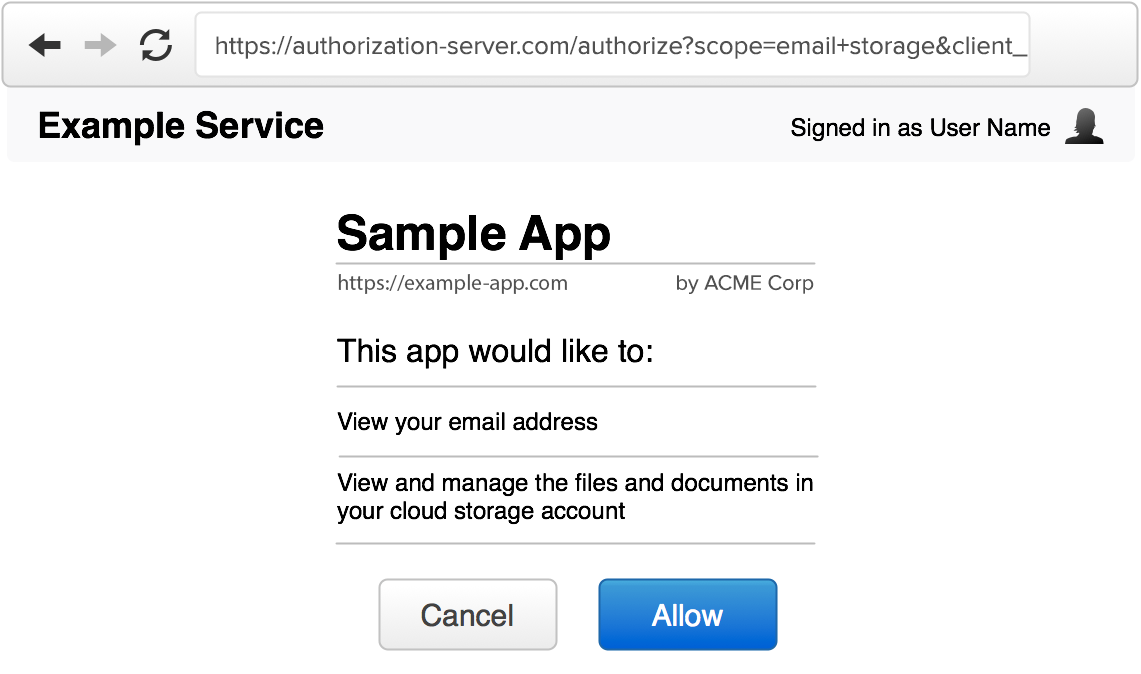 https://authorization-server.com/authorize?scope=email+storage&client_
Example Service
Signed in as User Name
Sample App
https://example-app.com
by ACME Corp
This app would like to:
View your email address
View and manage the files and documents in
your cloud storage account
Cancel
Allow